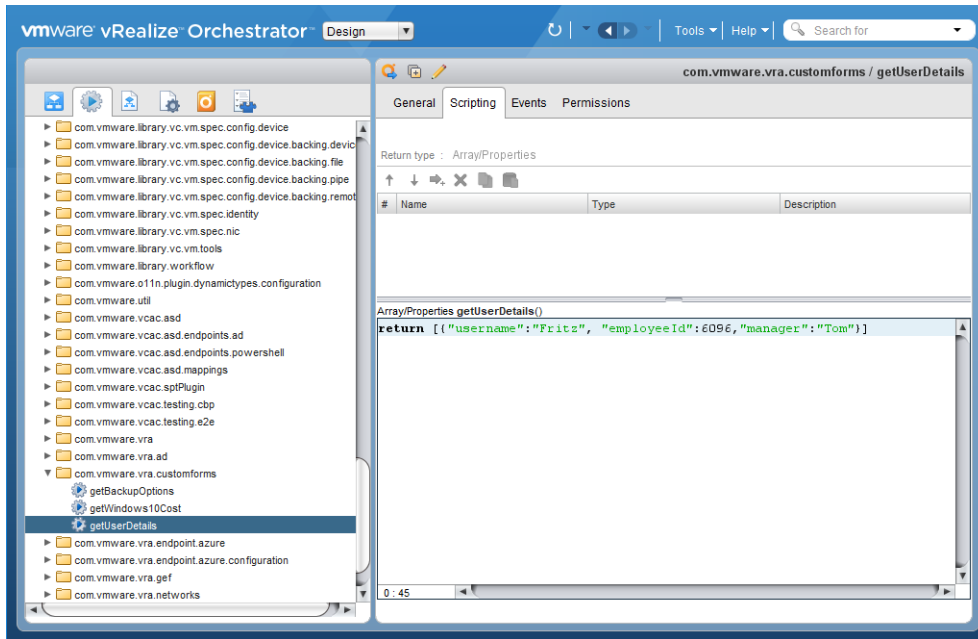 vmware vRealize Orchestrator Design Tools Help Search for
com.vmware.vra.customforms / getUserDetails
General Scripting Events Permissions
Return type : Array/Properties
# Name Type Description
Array/Properties getUserDetails()
return [{"username":"Fritz", "employeeId":6096,"manager":"Tom"}]
0 : 45
com.vmware.library.vc.vm.spec.config.device
com.vmware.library.vc.vm.spec.config.device.backing.devic
com.vmware.library.vc.vm.spec.config.device.backing.file
com.vmware.library.vc.vm.spec.config.device.backing.pipe
com.vmware.library.vc.vm.spec.config.device.backing.remot
com.vmware.library.vc.vm.spec.identity
com.vmware.library.vc.vm.spec.nic
com.vmware.library.vc.vm.tools
com.vmware.library.workflow
com.vmware.o11n.plugin.dynamictypes.configuration
com.vmware.util
com.vmware.vcac.asd
com.vmware.vcac.asd.endpoints.ad
com.vmware.vcac.asd.endpoints.powershell
com.vmware.vcac.asd.mappings
com.vmware.vcac.sptPlugin
com.vmware.vcac.testing.cbp
com.vmware.vcac.testing.e2e
com.vmware.vra
com.vmware.vra.ad
com.vmware.vra.customforms
getBackupOptions
getWindows10Cost
getUserDetails
com.vmware.vra.endpoint.azure
com.vmware.vra.endpoint.azure.configuration
com.vmware.vra.gef
com.vmware.vra.networks